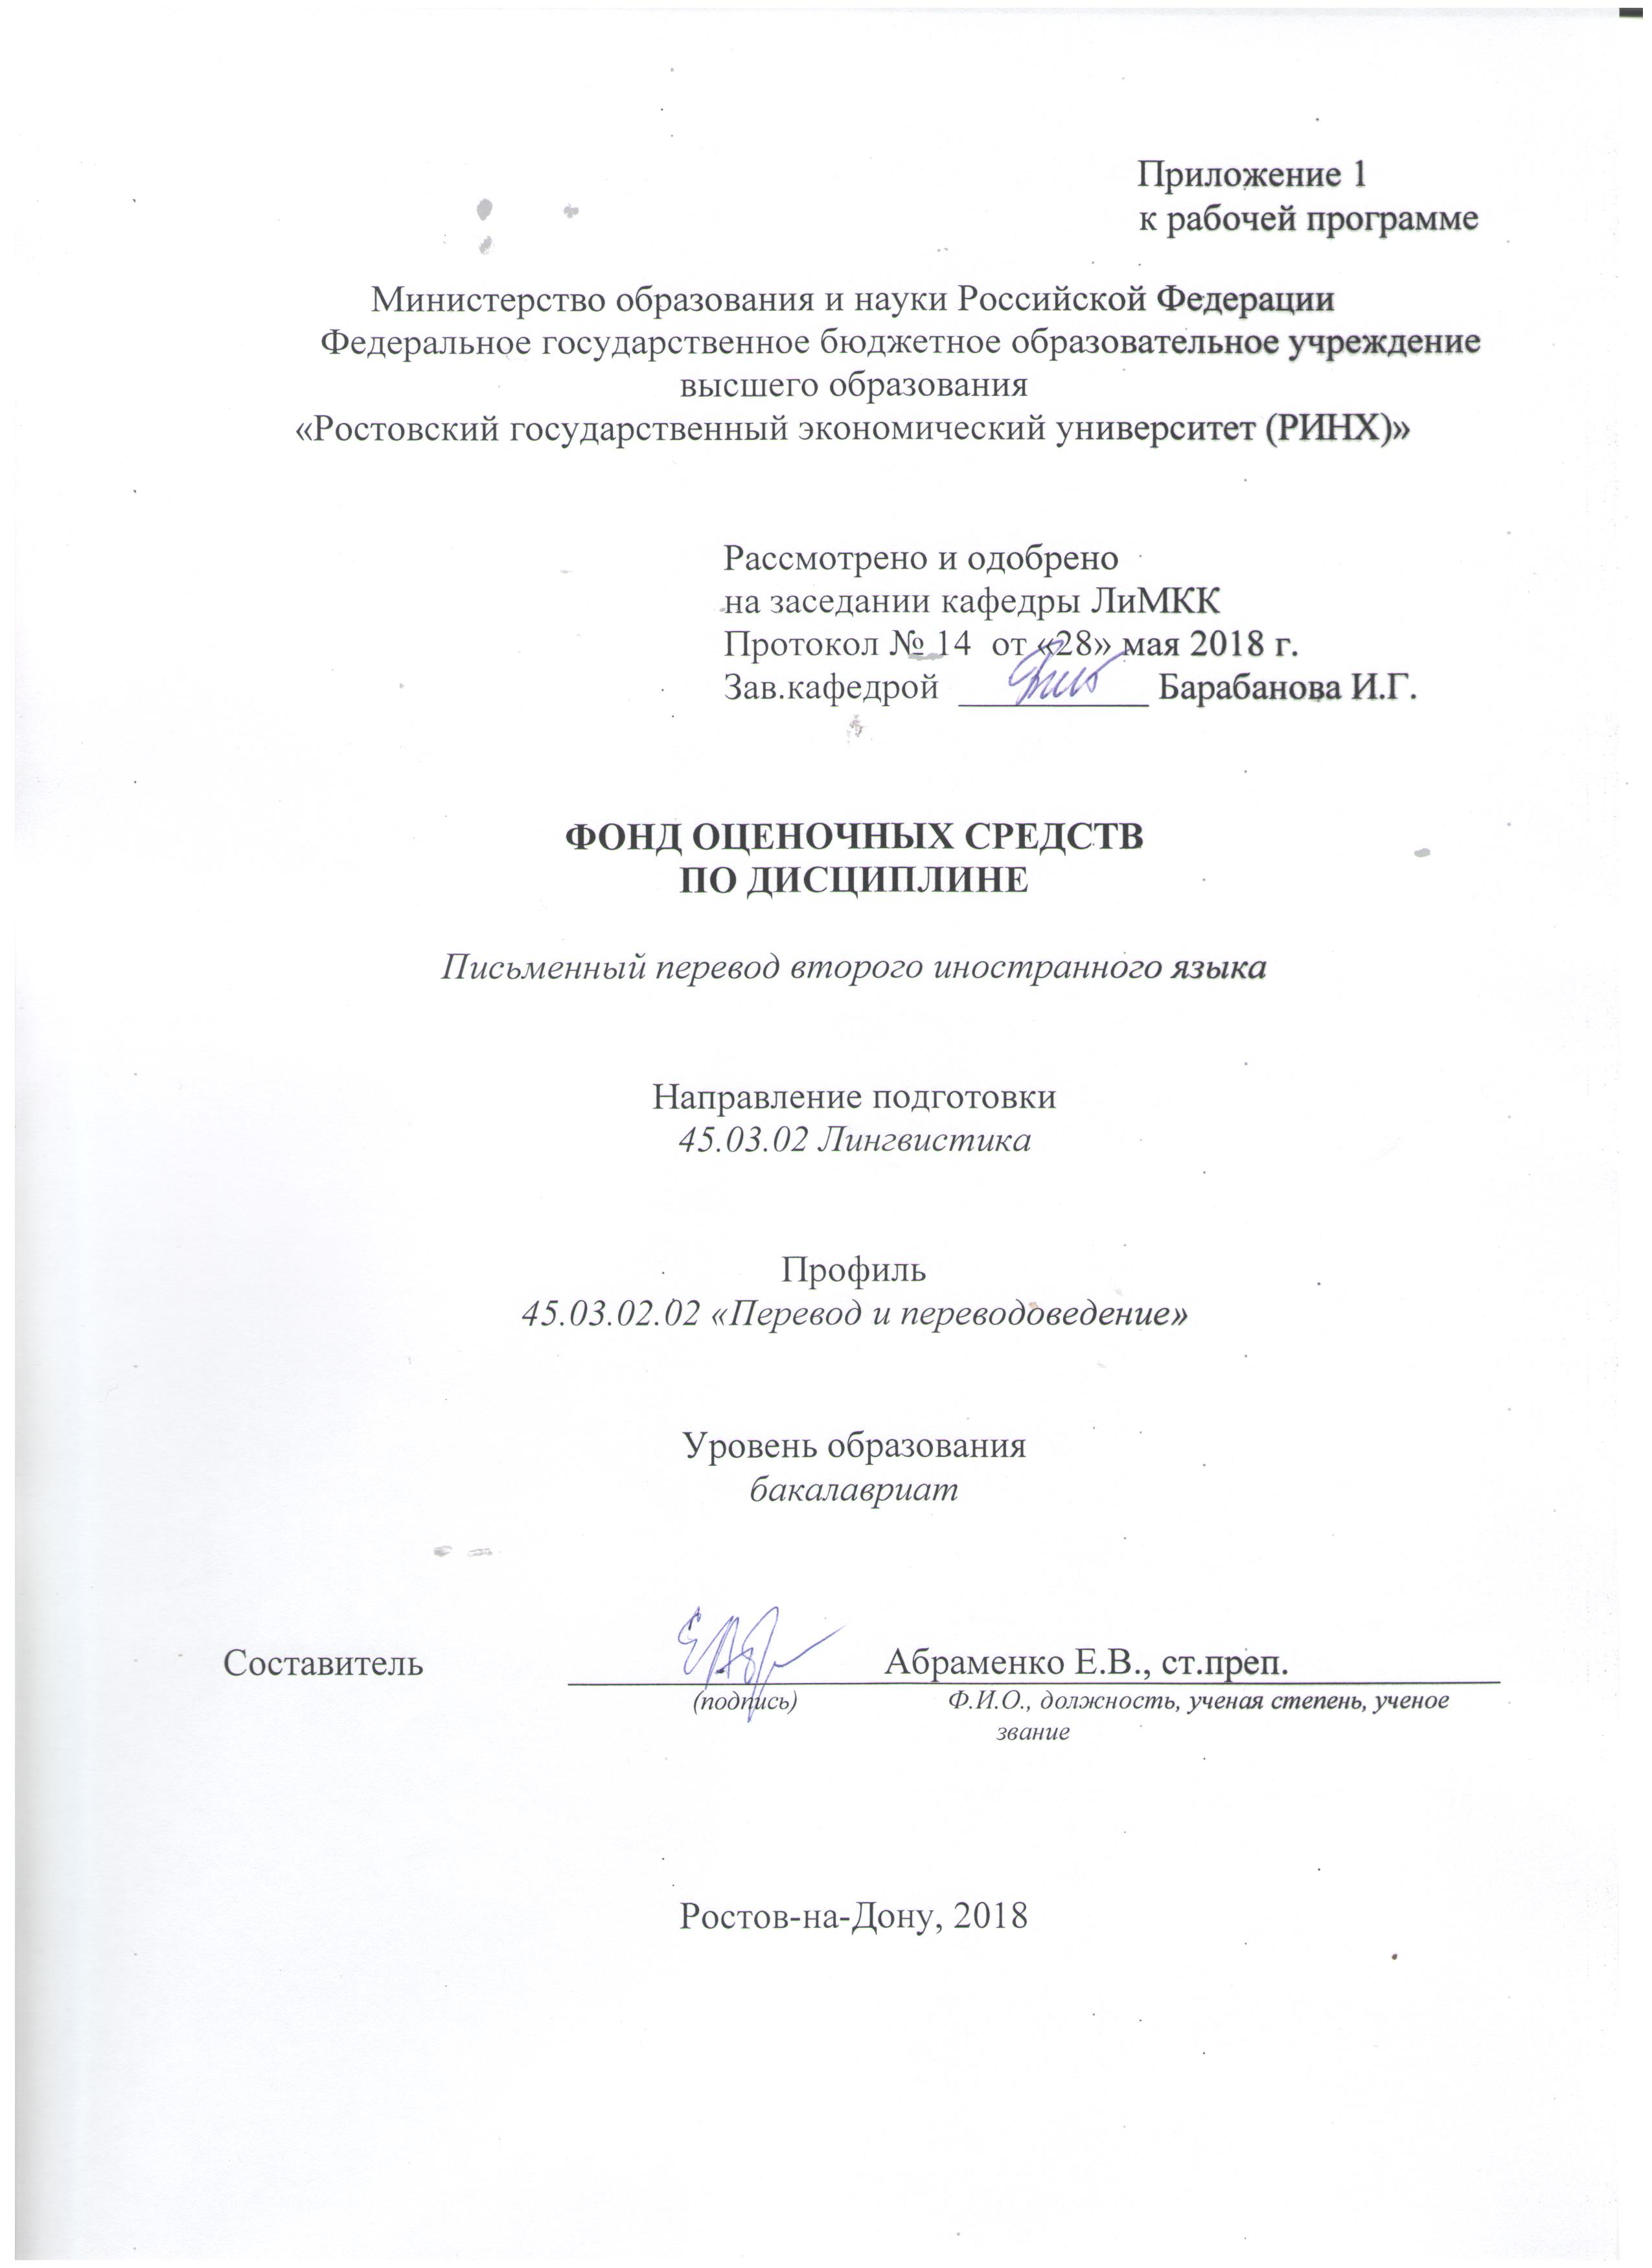 Приложение 1
к рабочей программе
Министерство образования и науки Российской Федерации
Федеральное государственное бюджетное образовательное учреждение
высшего образования
«Ростовский государственный экономический университет (РИНХ)»
Рассмотрено и одобрено
на заседании кафедры ЛиМКК
Протокол № 14 от «28» мая 2018 г.
Зав.кафедрой ____________ Барабанова И.Г.
ФОНД ОЦЕНОЧНЫХ СРЕДСТВ
ПО ДИСЦИПЛИНЕ
Письменный перевод второго иностранного языка
Направление подготовки
45.03.02 Лингвистика
Профиль
45.03.02.02 «Перевод и переводоведение»
Уровень образования
бакалавриат
Составитель Абраменко Е.В., ст.преп.
(подпись) Ф.И.О., должность, ученая степень, ученое
звание
Ростов-на-Дону, 2018